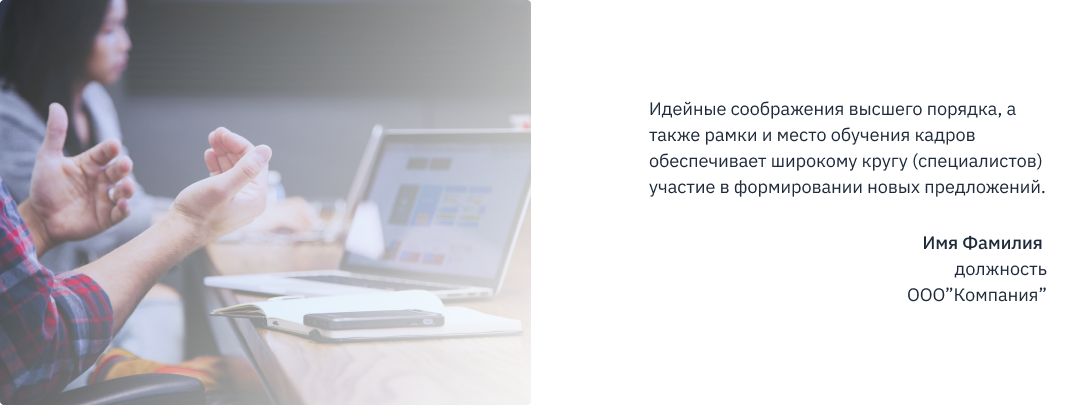 Идейные соображения высшего порядка, а
также рамки и место обучения кадров
обеспечивает широкому кругу (специалистов)
участие в формировании новых предложений.
Имя Фамилия
должность
ООО”Компания”